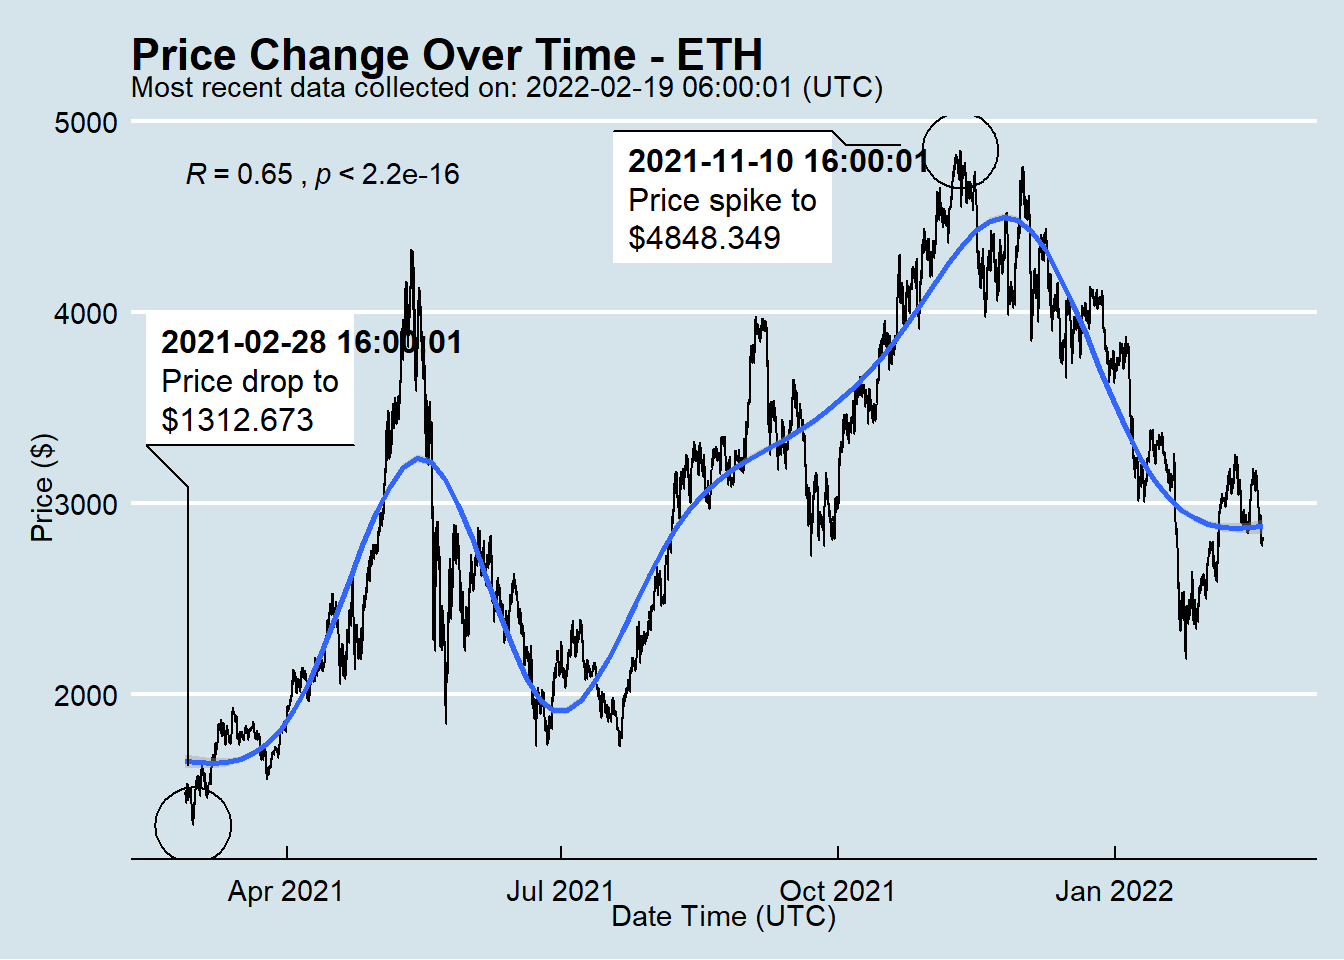 Price Change Over Time - ETH
Most recent data collected on: 2022-02-19 06:00:01 (UTC)
5000
R = 0.65 , p < 2.2e-16
2021-11-10 16:00:01
Price spike to
$4848.349
4000
2021-02-28 16:00:01
Price drop to
$1312.673
Price ($)
3000
2000
Apr 2021
Jul 2021
Oct 2021
Jan 2022
Date Time (UTC)